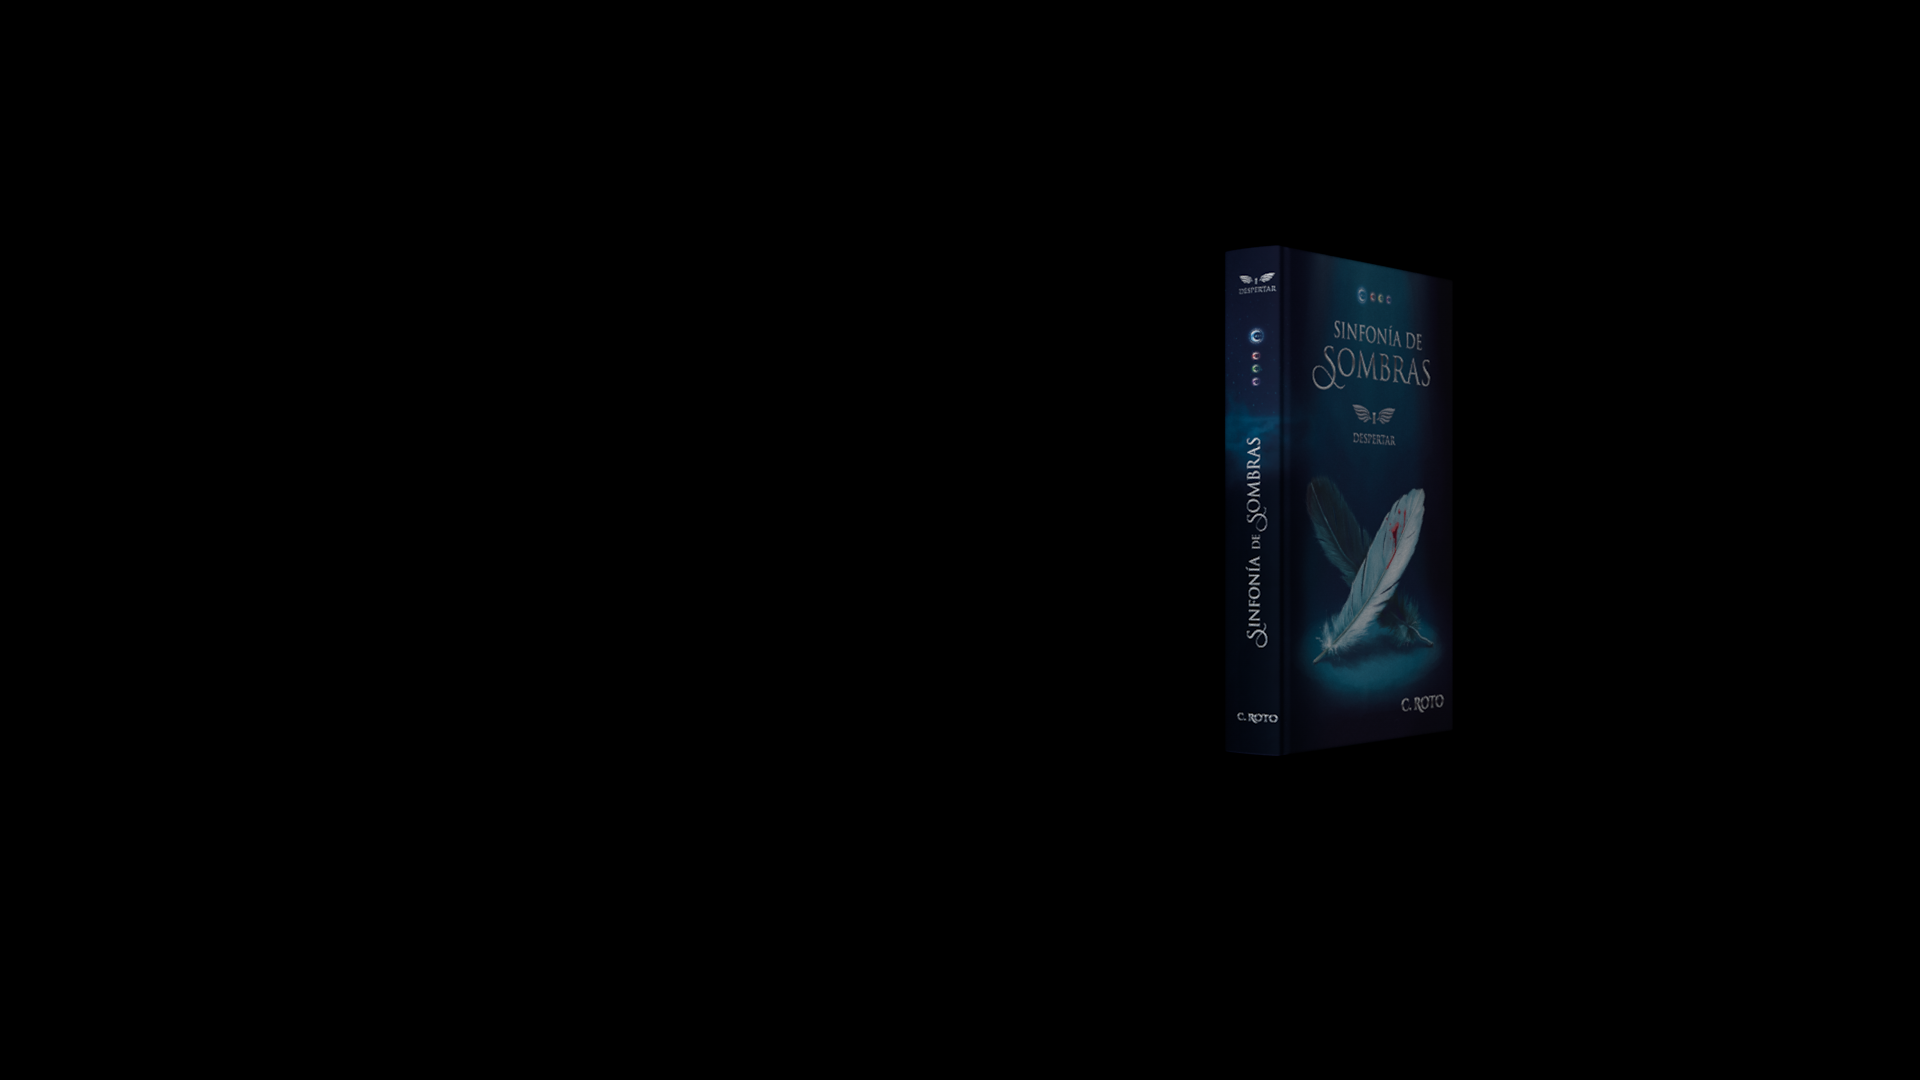 I
DESPERTAR
SINFONÍA DE SOMBRAS
C. ROTO
SINFONÍA DE
SOMBRAS
I
DESPERTAR
C. ROTO